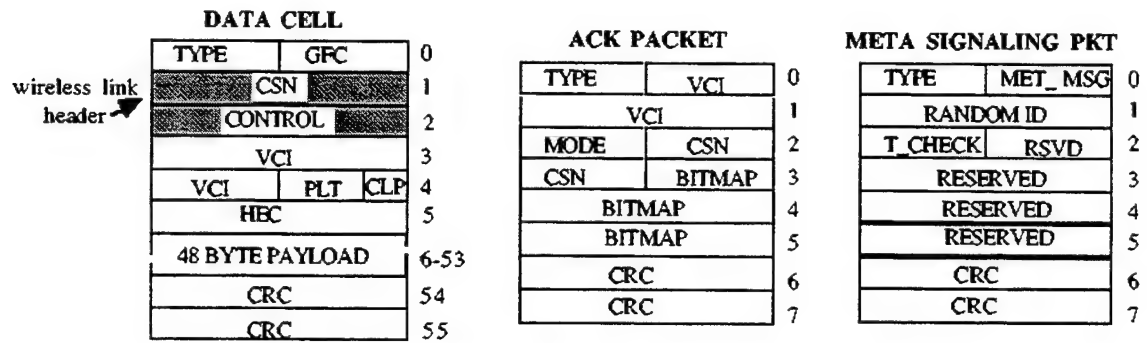 DATA CELL
TYPE GFC 0
CSN 1
CONTROL 2
VCI 3
VCI PLT CLP 4
HEC 5
48 BYTE PAYLOAD 6-53
CRC 54
CRC 55
wireless link
header
ACK PACKET
TYPE VCI 0
VCI 1
MODE CSN 2
CSN BITMAP 3
BITMAP 4
BITMAP 5
CRC 6
CRC 7
META SIGNALING PKT
TYPE MET_MSG 0
RANDOM ID 1
T_CHECK RSVD 2
RESERVED 3
RESERVED 4
RESERVED 5
CRC 6
CRC 7